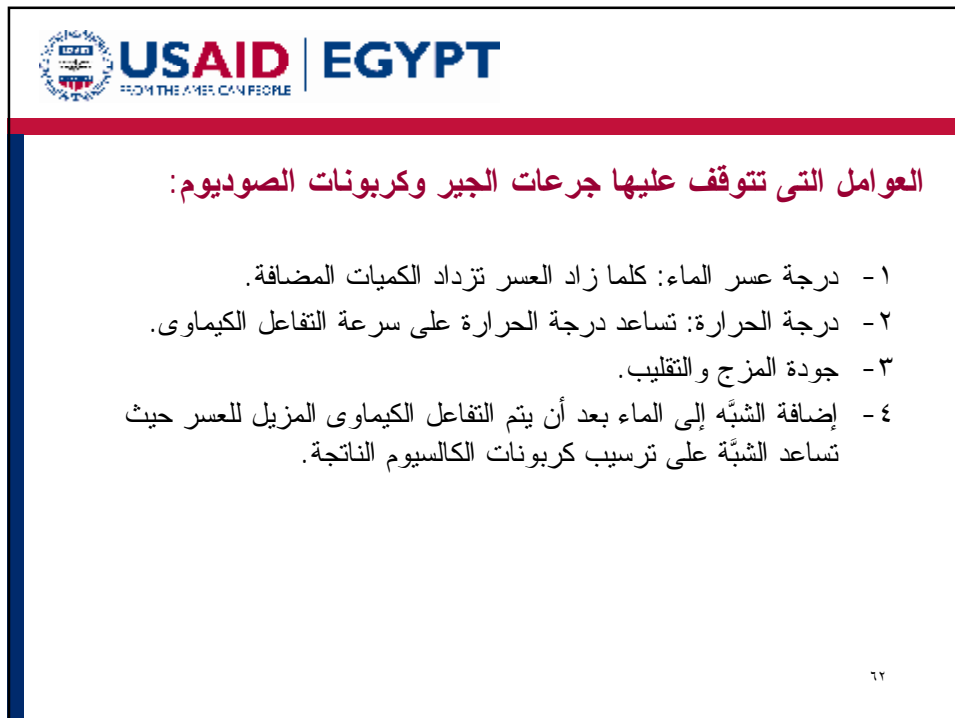 USAID | EGYPT
FROM THE AMERICAN PEOPLE
العوامل التى تتوقف عليها جرعات الجير وكربونات الصوديوم:
١- درجة عسر الماء: كلما زاد العسر تزداد الكميات المضافة.
٢- درجة الحرارة: تساعد درجة الحرارة على سرعة التفاعل الكيماوى.
٣- جودة المزج والتقليب.
٤- إضافة الشبَّه إلى الماء بعد أن يتم التفاعل الكيماوى المزيل للعسر حيث
تساعد الشبَّة على ترسيب كربونات الكالسيوم الناتجة.
٦٢